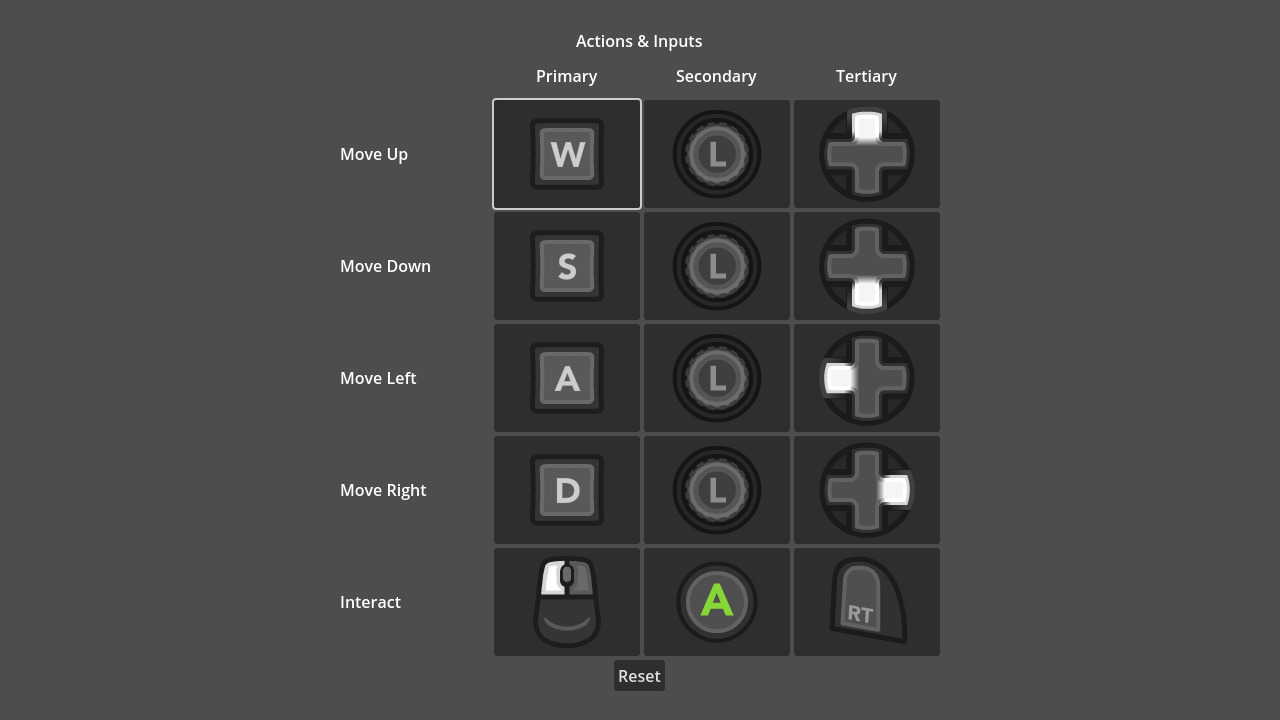 Actions & Inputs
Primary Secondary Tertiary
Move Up W L
Move Down S L
Move Left A L
Move Right D L
Interact A RT
Reset